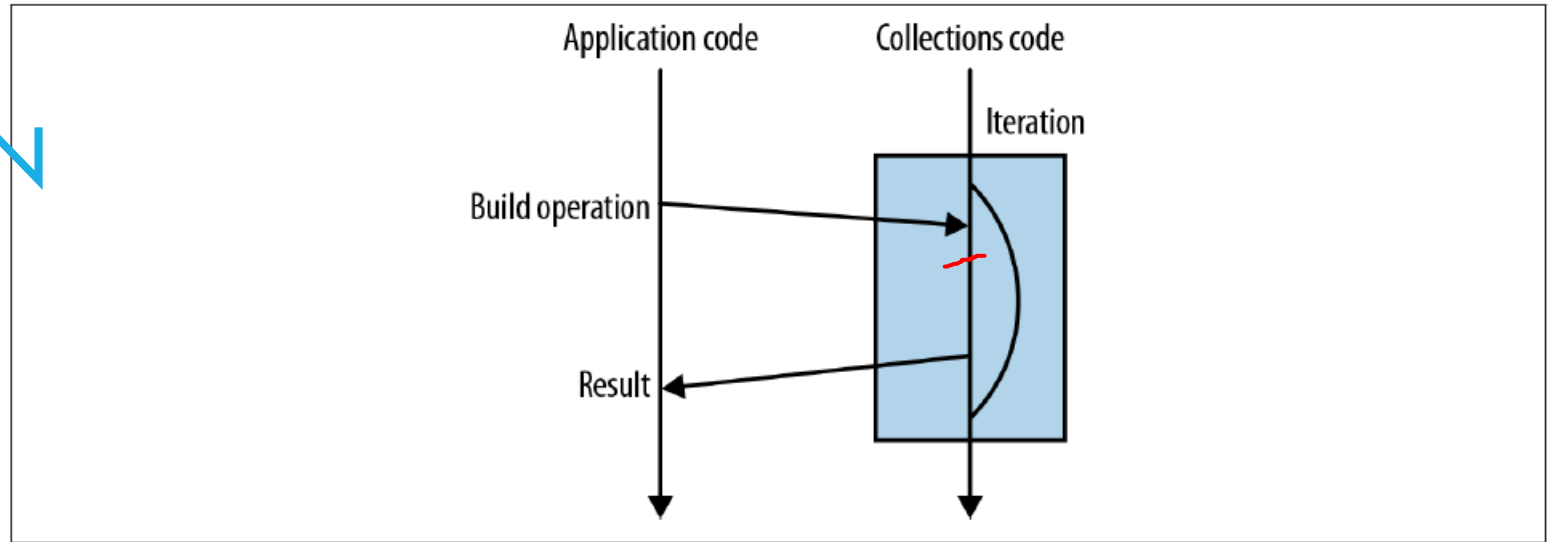 Application code
Collections code
Iteration
Build operation
Result